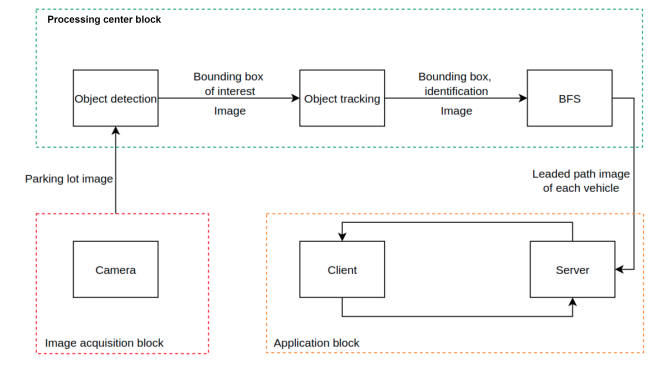 Processing center block
Object detection
Bounding box
of interest
Image
Object tracking
Bounding box,
identification
Image
BFS
Parking lot image
Leaded path image
of each vehicle
Camera
Client
Server
Image acquisition block
Application block